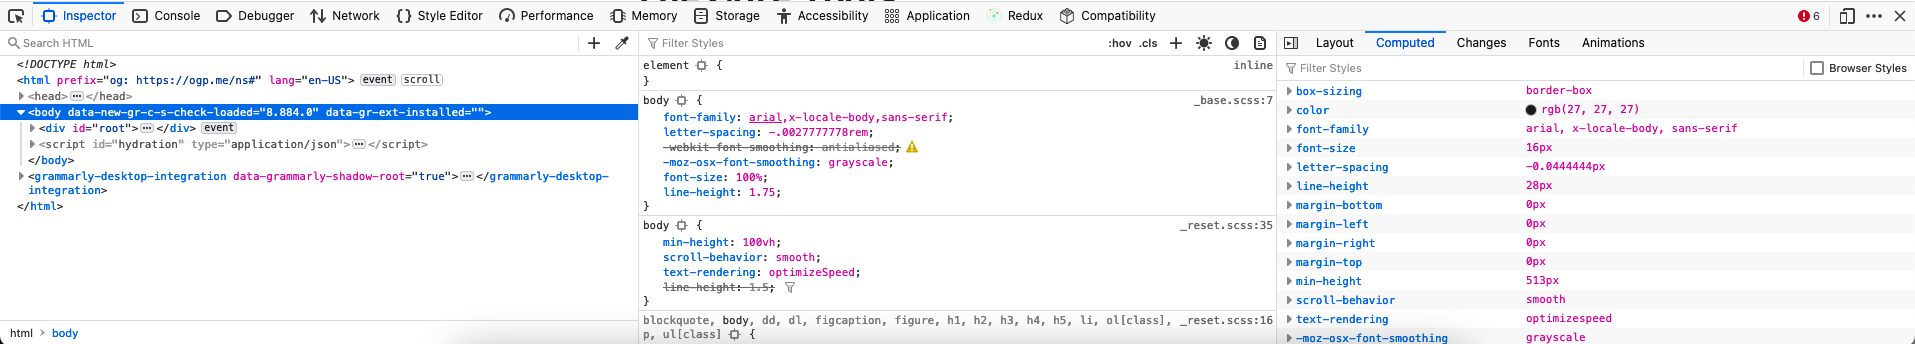 Inspector Console Debugger Network Style Editor Performance Memory Storage Accessibility Application Redux Compatibility 6
Search HTML
<!DOCTYPE html>
<html prefix="og: https://ogp.me/ns#" lang="en-US"> event scroll
<head> ⋯ </head>
<body data-new-gr-c-s-check-loaded="8.884.0" data-gr-ext-installed="">
<div id="root"> ⋯ </div> event
<script id="hydration" type="application/json"> ⋯ </script>
</body>
<grammarly-desktop-integration data-grammarly-shadow-root="true"> ⋯ </grammarly-desktop-
integration>
</html>
html > body
Filter Styles :hov .cls
element { inline
}
body { _base.scss:7
font-family: arial,x-locale-body,sans-serif;
letter-spacing: -.0027777778rem;
-webkit-font-smoothing: antialiased;
-moz-osx-font-smoothing: grayscale;
font-size: 100%;
line-height: 1.75;
}
body { _reset.scss:35
min-height: 100vh;
scroll-behavior: smooth;
text-rendering: optimizeSpeed;
line-height: 1.5;
}
blockquote, body, dd, dl, figcaption, figure, h1, h2, h3, h4, h5, li, ol[class], _reset.scss:16
p, ul[class] {
Layout Computed Changes Fonts Animations
Filter Styles Browser Styles
box-sizing border-box
color rgb(27, 27, 27)
font-family arial, x-locale-body, sans-serif
font-size 16px
letter-spacing -0.0444444px
line-height 28px
margin-bottom 0px
margin-left 0px
margin-right 0px
margin-top 0px
min-height 513px
scroll-behavior smooth
text-rendering optimizespeed
-moz-osx-font-smoothing grayscale